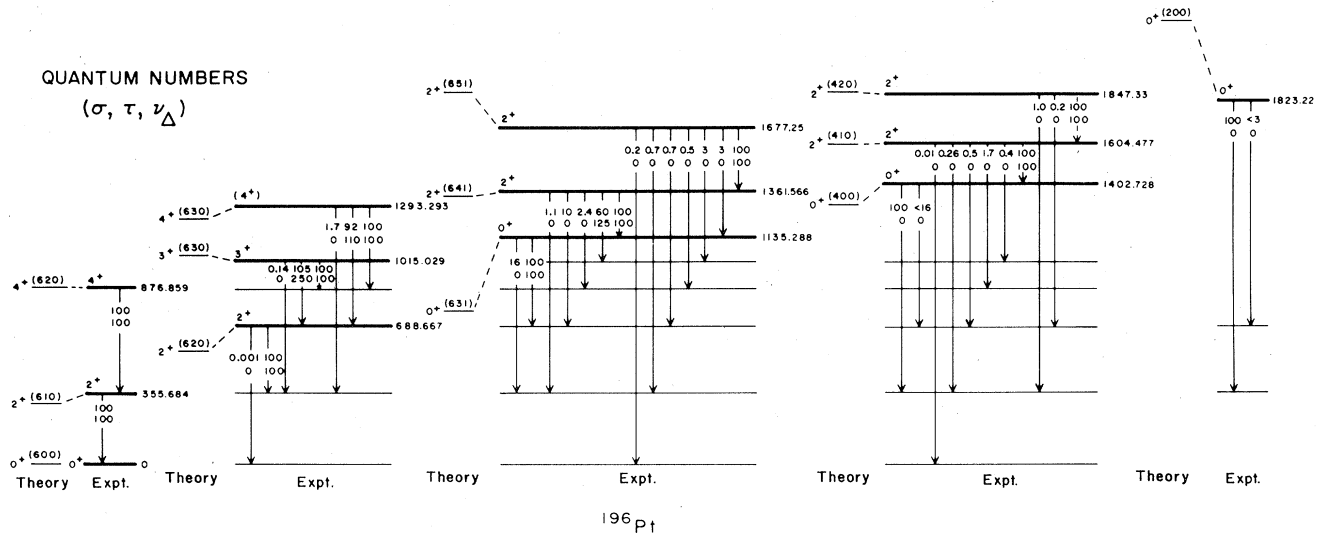 QUANTUM NUMBERS
(σ, τ, ν_Δ)
4⁺ (620) 4⁺ 876.859
100
100
2⁺ (610) 2⁺ 355.684
100
100
0⁺ (600) 0⁺ 0
Theory Expt.
4⁺ (630) (4⁺) 1293.293
1.7 92 100
0 110 100
3⁺ (630) 3⁺ 1015.029
0.14 105 100
0 250 100
2⁺ (620) 2⁺ 688.667
0.001 100
0 100
Theory Expt.
2⁺ (651) 2⁺ 1677.25
0.2 0.7 0.7 0.5 3 3 100
0 0 0 0 0 0 100
2⁺ (641) 2⁺ 1361.566
1.1 10 2.4 60 100
0 0 0 125 100
0⁺ (631) 0⁺ 1135.288
16 100
0 100
Theory Expt.
2⁺ (420) 2⁺ 1847.33
1.0 0.2 100
0 0 100
2⁺ (410) 2⁺ 1604.477
0.01 0.26 0.5 1.7 0.4 100
0 0 0 0 0 100
0⁺ (400) 0⁺ 1402.728
100 <16
0 0
Theory Expt.
0⁺ (200) 0⁺ 1823.22
100 <3
0 0
Theory Expt.
¹⁹⁶Pt